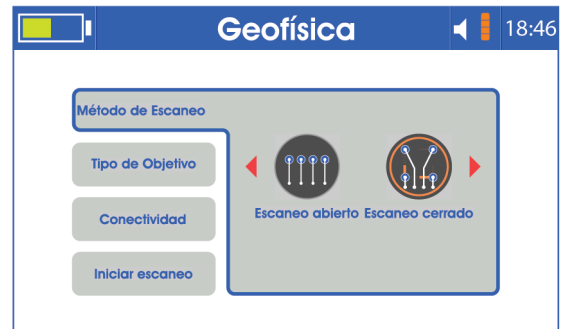 Geofísica
18:46
Método de Escaneo
Tipo de Objetivo
Conectividad
Iniciar escaneo
Escaneo abierto
Escaneo cerrado